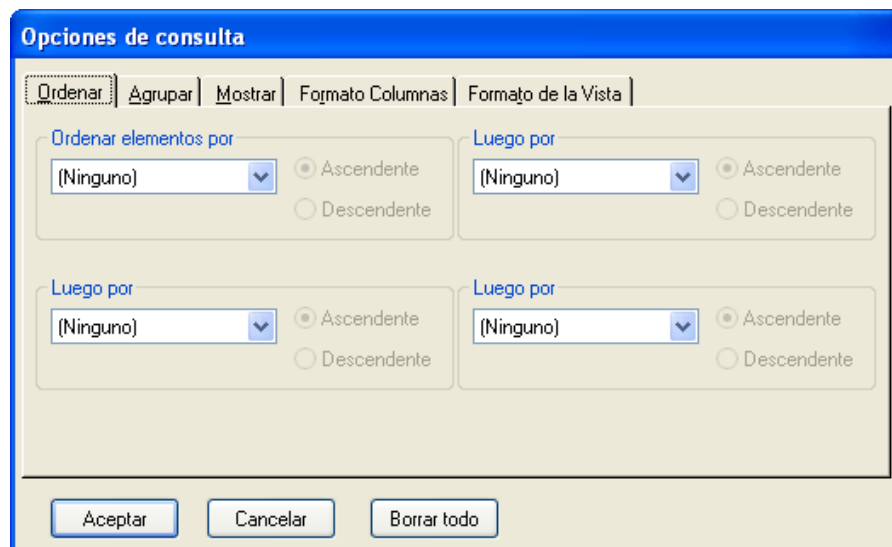 Opciones de consulta
Ordenar Agrupar Mostrar Formato Columnas Formato de la Vista
Ordenar elementos por
(Ninguno)
Ascendente
Descendente
Luego por
(Ninguno)
Ascendente
Descendente
Luego por
(Ninguno)
Ascendente
Descendente
Luego por
(Ninguno)
Ascendente
Descendente
Aceptar Cancelar Borrar todo